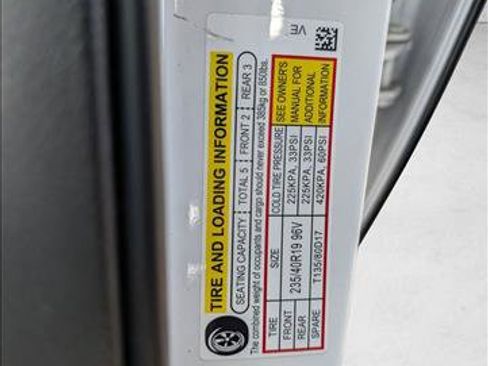 VE
TIRE AND LOADING INFORMATION
SEATING CAPACITY TOTAL 5 FRONT 2 REAR 3
The combined weight of occupants and cargo should never exceed 385kg or 850lbs.
TIRE SIZE COLD TIRE PRESSURE SEE OWNER'S
FRONT 235/40R19 96V 225KPA, 33PSI MANUAL FOR
REAR 225KPA, 33PSI ADDITIONAL
SPARE T135/80D17 420KPA, 60PSI INFORMATION